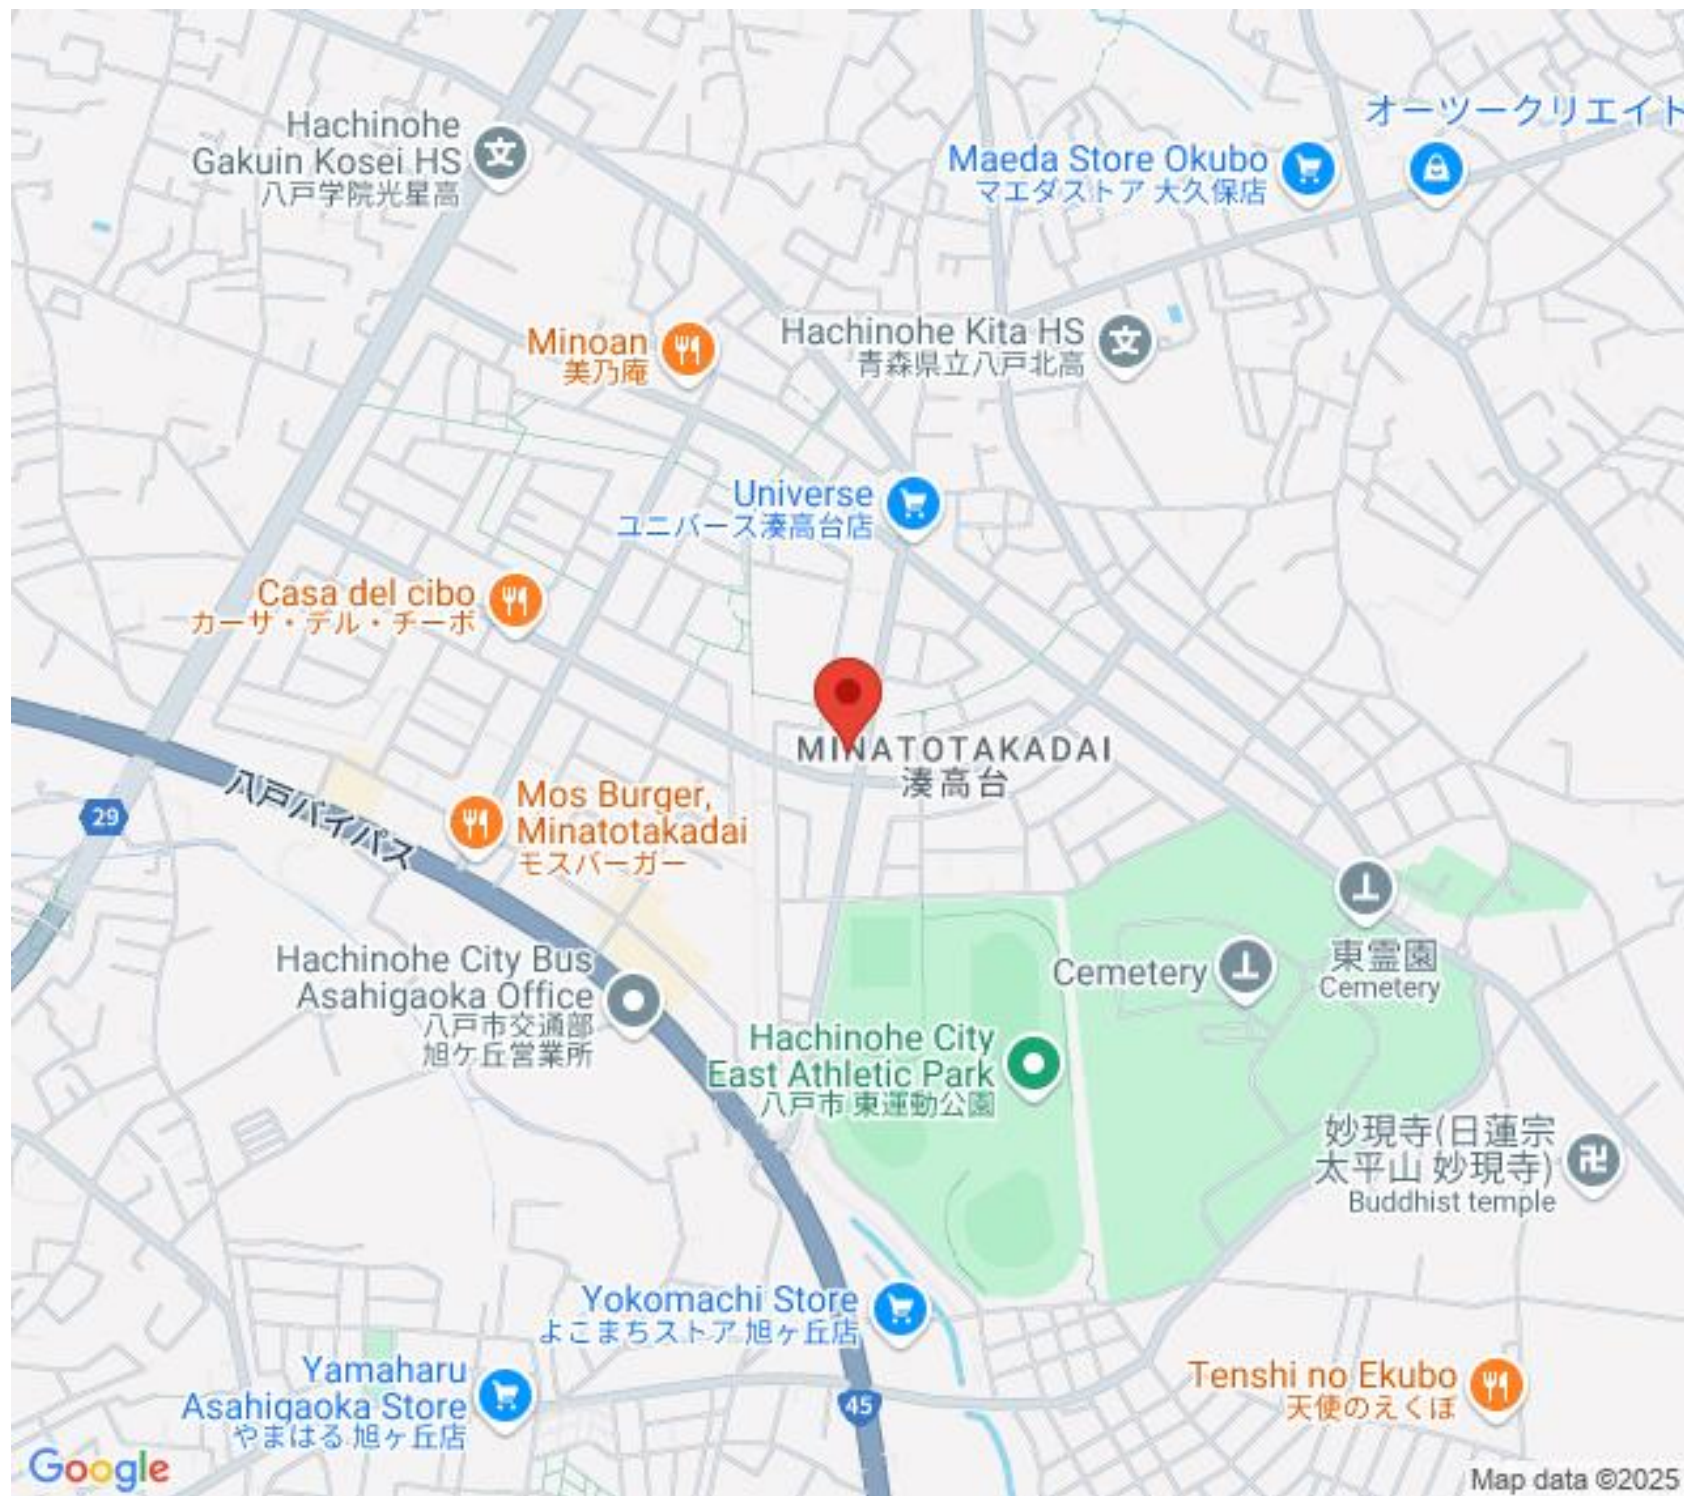 オーツークリエイト
Hachinohe
Gakuin Kosei HS
八戸学院光星高
Maeda Store Okubo
マエダストア 大久保店
Minoan
美乃庵
Hachinohe Kita HS
青森県立八戸北高
Universe
ユニバース湊高台店
Casa del cibo
カーサ・デル・チーボ
MINATOTAKADAI
湊高台
八戸バイパス
29
Mos Burger,
Minatotakadai
モスバーガー
東霊園
Cemetery
Cemetery
Hachinohe City Bus
Asahigaoka Office
八戸市交通部
旭ケ丘営業所
Hachinohe City
East Athletic Park
八戸市 東運動公園
妙現寺(日蓮宗
太平山 妙現寺)
Buddhist temple
Yokomachi Store
よこまちストア 旭ヶ丘店
Yamaharu
Asahigaoka Store
やまはる 旭ヶ丘店
45
Tenshi no Ekubo
天使のえくぼ
Google
Map data ©2025